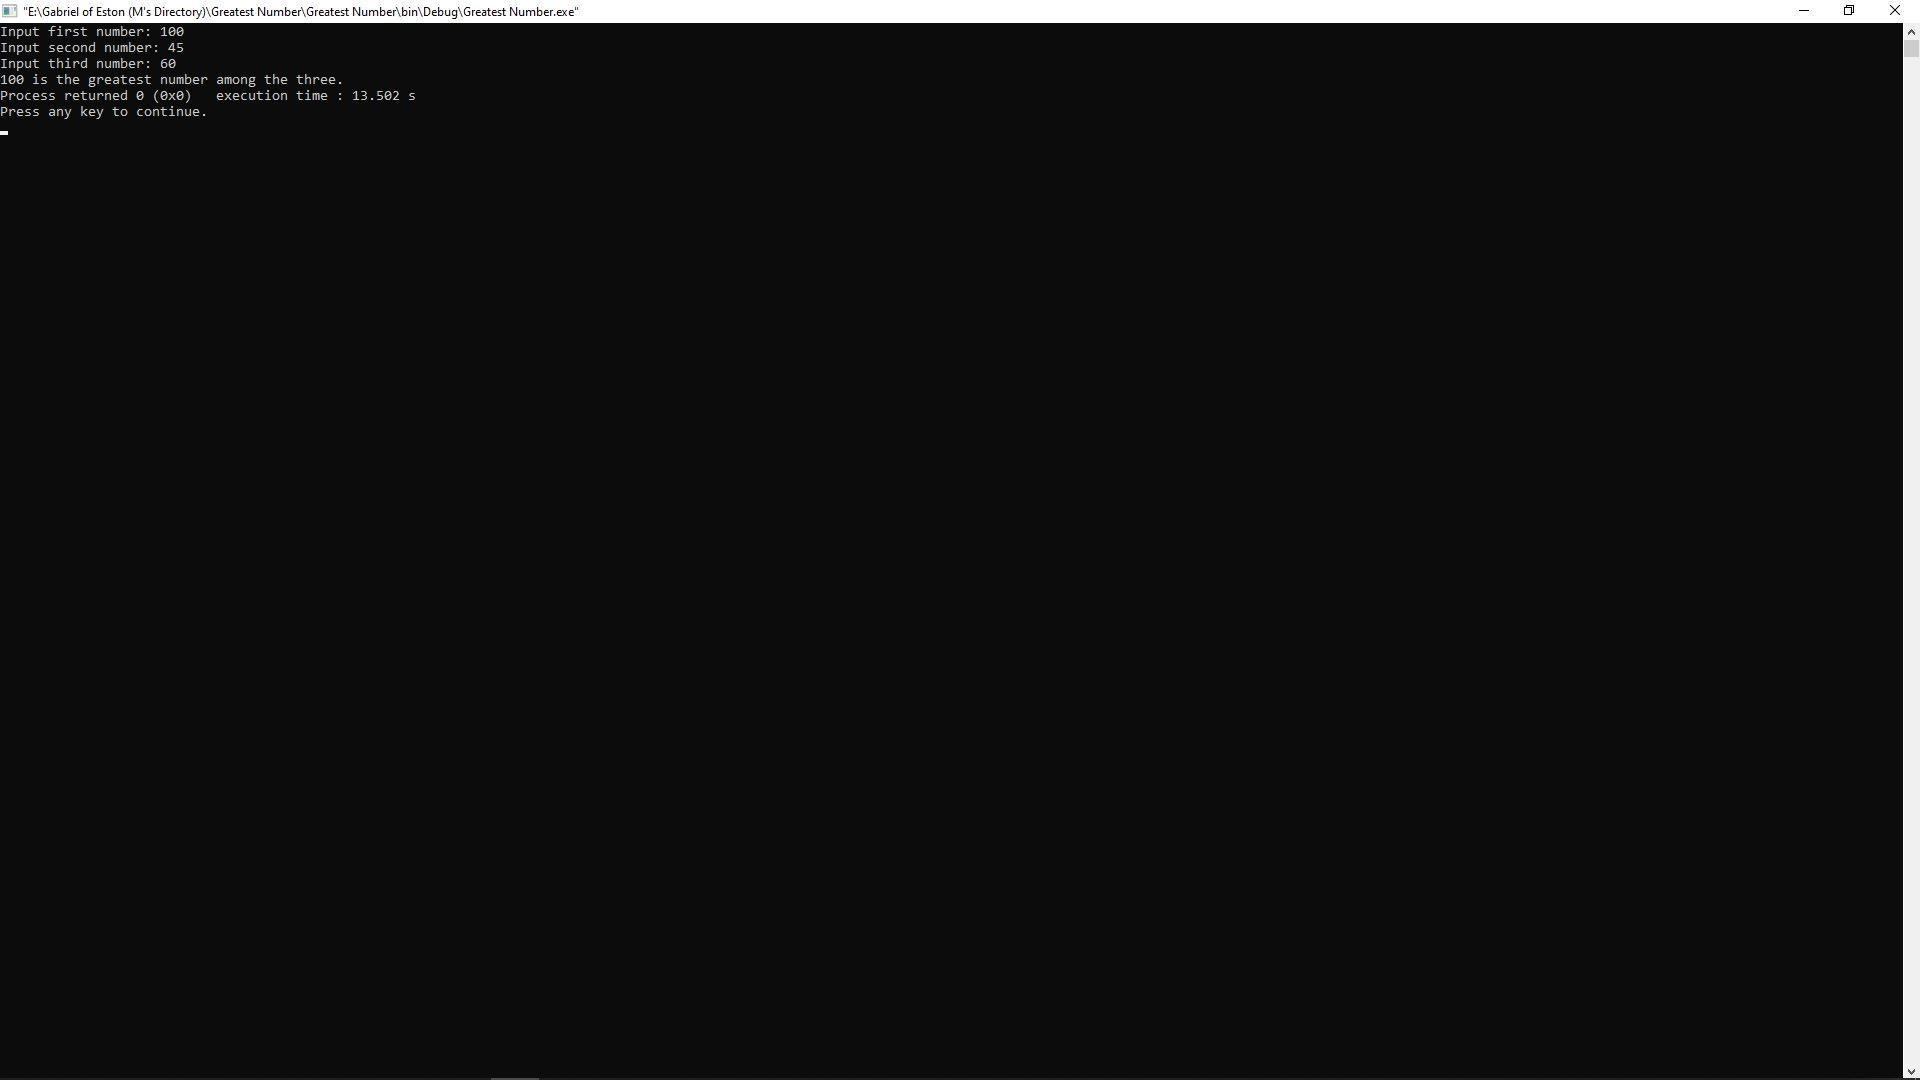 "E:\Gabriel of Eston (M's Directory)\Greatest Number\Greatest Number\bin\Debug\Greatest Number.exe"
Input first number: 100
Input second number: 45
Input third number: 60
100 is the greatest number among the three.
Process returned 0 (0x0)   execution time : 13.502 s
Press any key to continue.